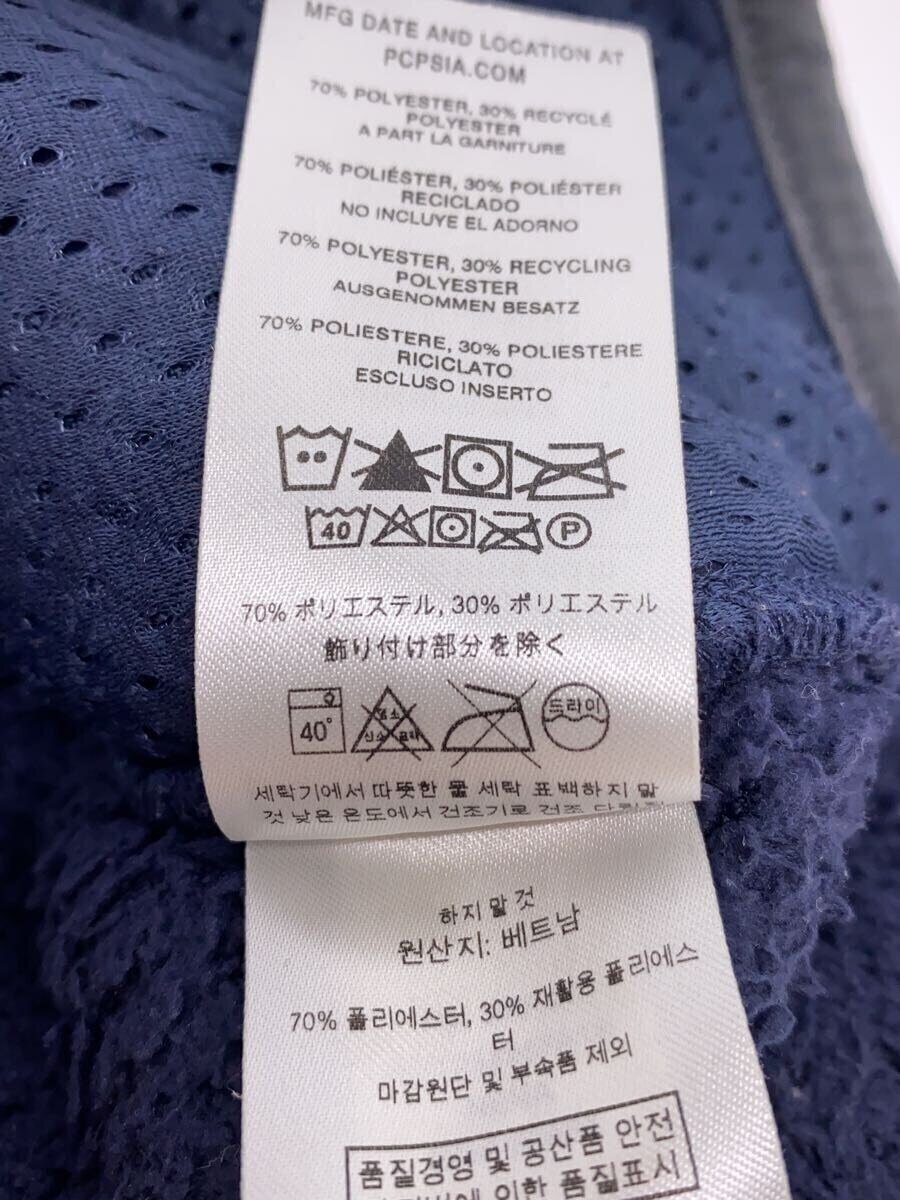 MFG DATE AND LOCATION AT
PCPSIA.COM
70% POLYESTER, 30% RECYCLÉ
POLYESTER
A PART LA GARNITURE
70% POLIÉSTER, 30% POLIÉSTER
RECICLADO
NO INCLUYE EL ADORNO
70% POLYESTER, 30% RECYCLING
POLYESTER
AUSGENOMMEN BESATZ
70% POLIESTERE, 30% POLIESTERE
RICICLATO
ESCLUSO INSERTO
40 P
70% ポリエステル, 30% ポリエステル
飾り付け部分を除く
40° 염소 산소 표백 드라이
세탁기에서 따뜻한 물 세탁 표백하지 말
것 낮은 온도에서 건조기로 건조
하지 말 것
원산지: 베트남
70% 폴리에스터, 30% 재활용 폴리에스
터
마감원단 및 부속품 제외
품질경영 및 공산품 안전
에 의한 품질표시